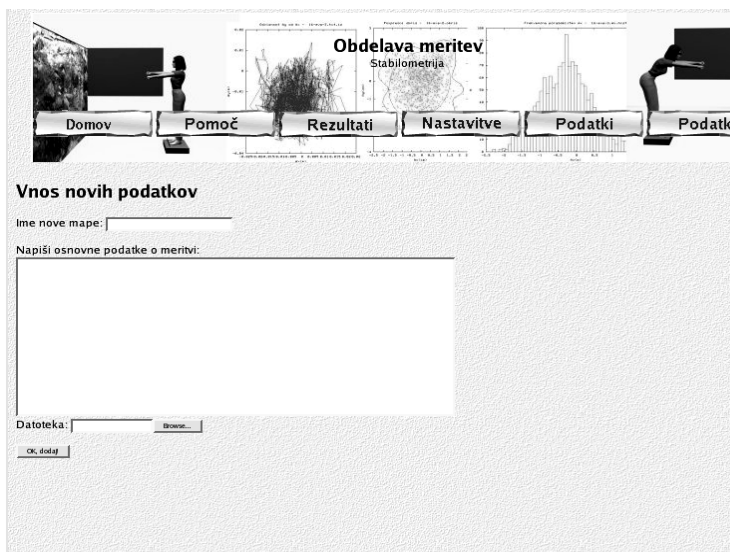 Obdelava meritev
Stabilometrija
Domov
Pomoč
Rezultati
Nastavitve
Podatki
Podatk
Vnos novih podatkov
Ime nove mape:
Napiši osnovne podatke o meritvi:
Datoteka:
Browse...
OK, dodaj!